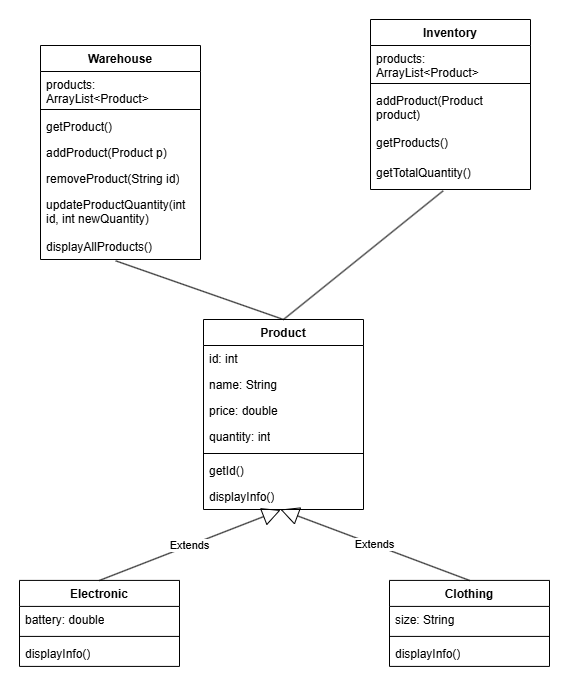 Warehouse
products:
ArrayList<Product>
getProduct()
addProduct(Product p)
removeProduct(String id)
updateProductQuantity(int
id, int newQuantity)
displayAllProducts()
Inventory
products:
ArrayList<Product>
addProduct(Product
product)
getProducts()
getTotalQuantity()
Product
id: int
name: String
price: double
quantity: int
getId()
displayInfo()
Extends
Extends
Electronic
battery: double
displayInfo()
Clothing
size: String
displayInfo()